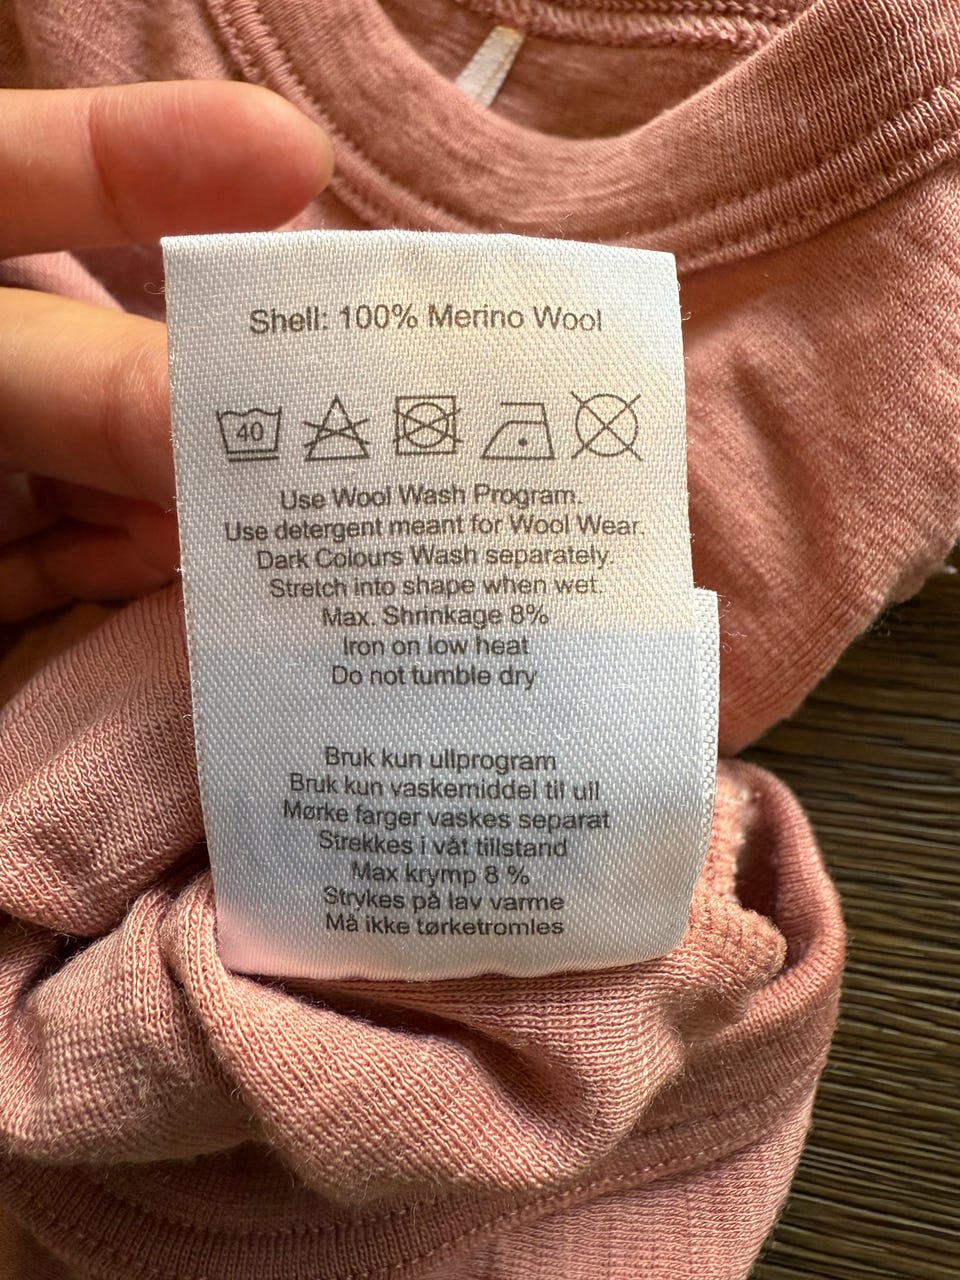 Shell: 100% Merino Wool
40
Use Wool Wash Program.
Use detergent meant for Wool Wear.
Dark Colours Wash separately.
Stretch into shape when wet.
Max. Shrinkage 8%
Iron on low heat
Do not tumble dry
Bruk kun ullprogram
Bruk kun vaskemiddel til ull
Mørke farger vaskes separat
Strekkes i våt tillstand
Max krymp 8 %
Strykes på lav varme
Må ikke tørketromles